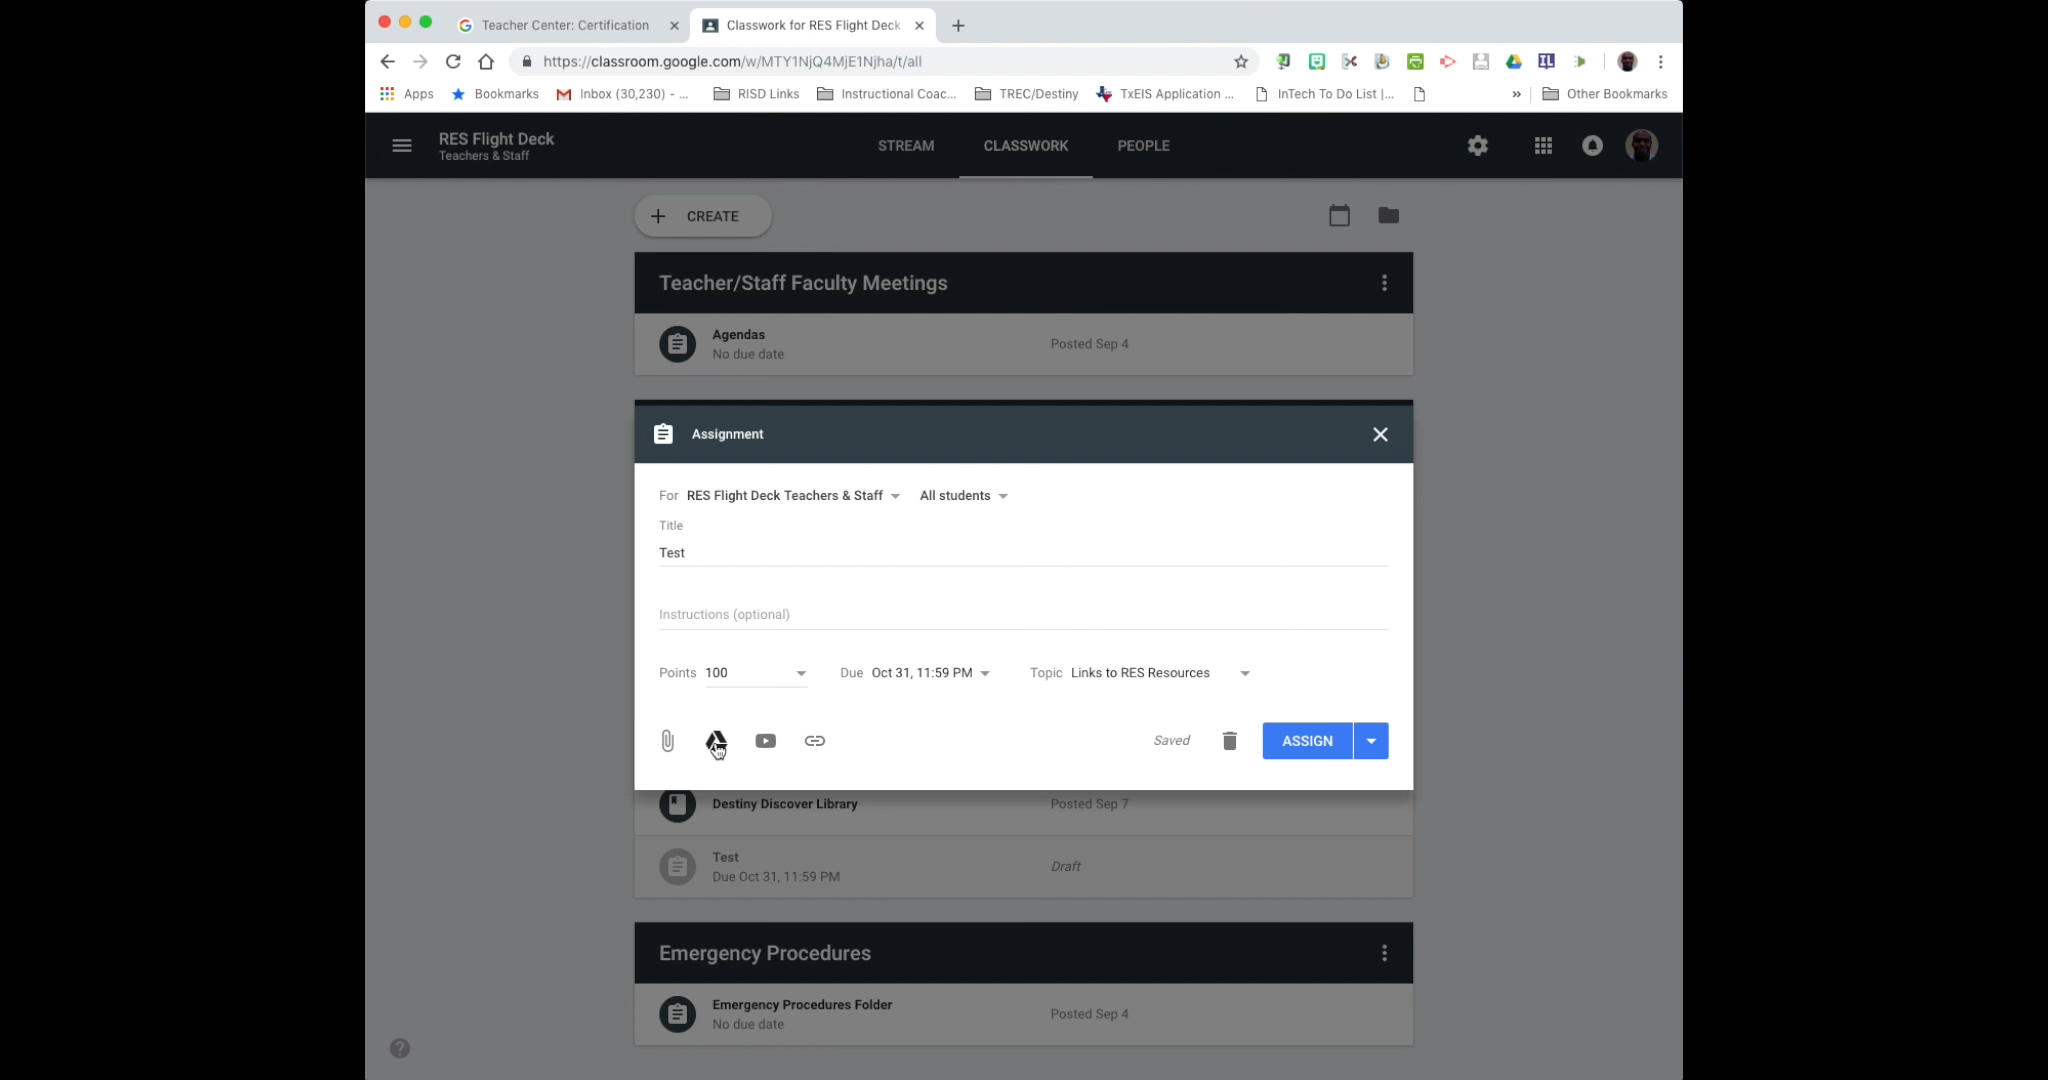 Teacher Center: Certification
Classwork for RES Flight Deck
https://classroom.google.com/w/MTY1NjQ4MjE1Njha/t/all
Apps Bookmarks Inbox (30,230) - ... RISD Links Instructional Coac... TREC/Destiny TxEIS Application ... InTech To Do List |... » Other Bookmarks
RES Flight Deck
Teachers & Staff
STREAM CLASSWORK PEOPLE
CREATE
Teacher/Staff Faculty Meetings
Agendas
No due date
Posted Sep 4
Assignment
For RES Flight Deck Teachers & Staff All students
Title
Test
Instructions (optional)
Points 100 Due Oct 31, 11:59 PM Topic Links to RES Resources
Saved ASSIGN
Destiny Discover Library Posted Sep 7
Test
Due Oct 31, 11:59 PM
Draft
Emergency Procedures
Emergency Procedures Folder
No due date
Posted Sep 4